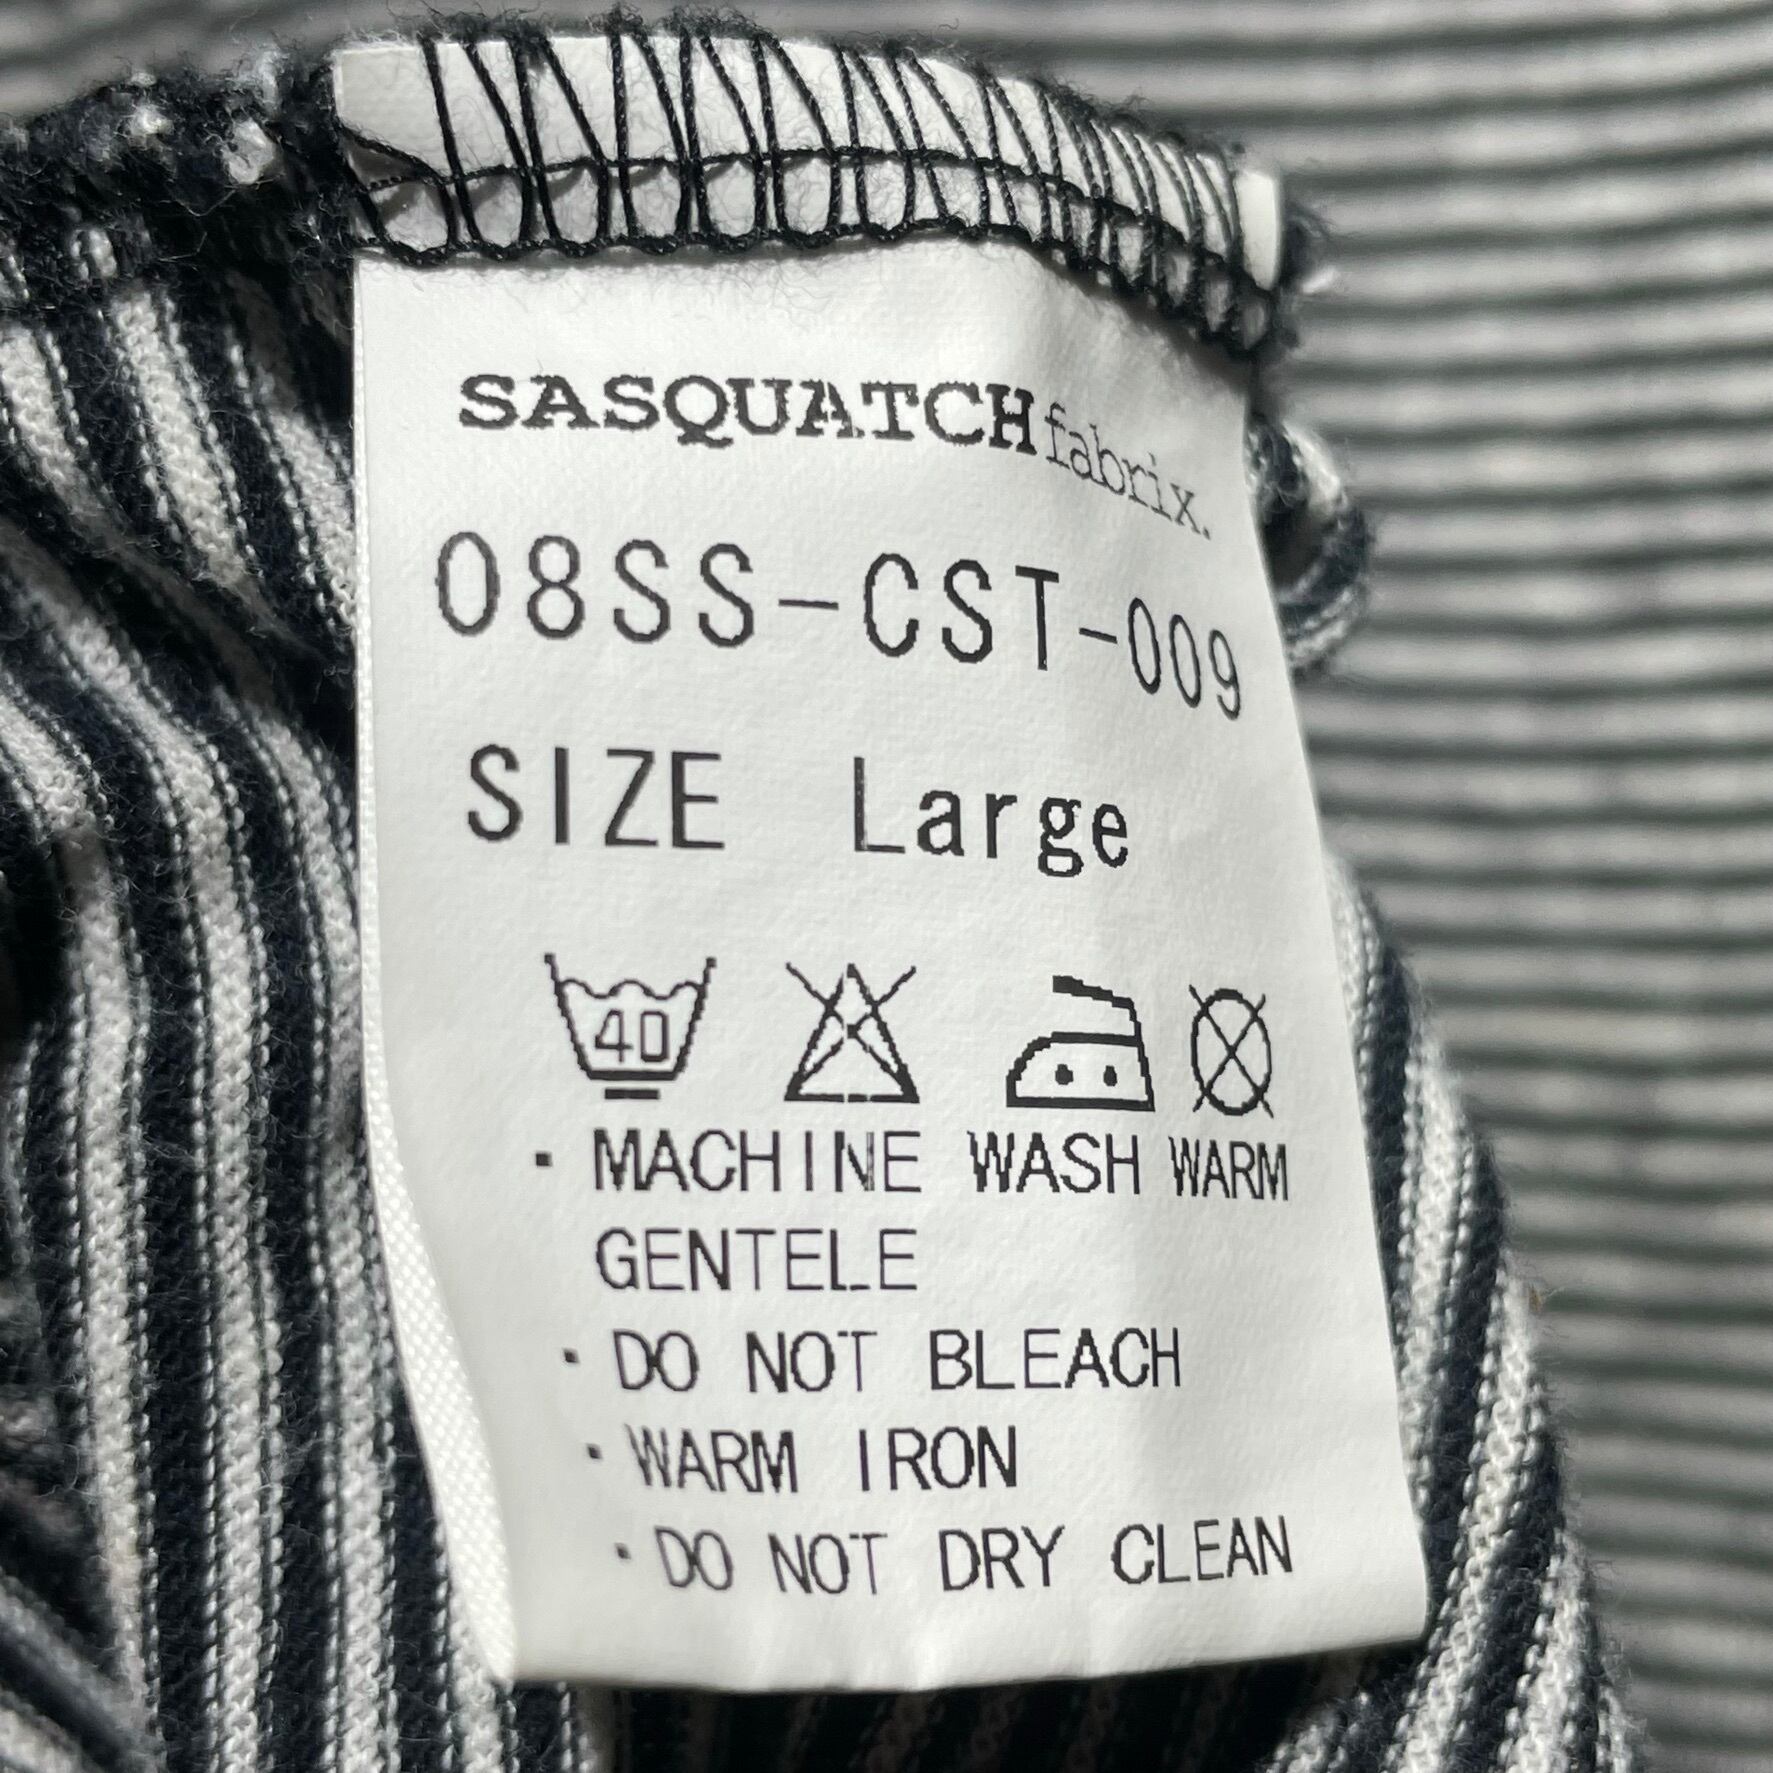 SASQUATCHfabrix.
08SS-CST-009
SIZE Large
40
・MACHINE WASH WARM
GENTELE
・DO NOT BLEACH
・WARM IRON
・DO NOT DRY CLEAN